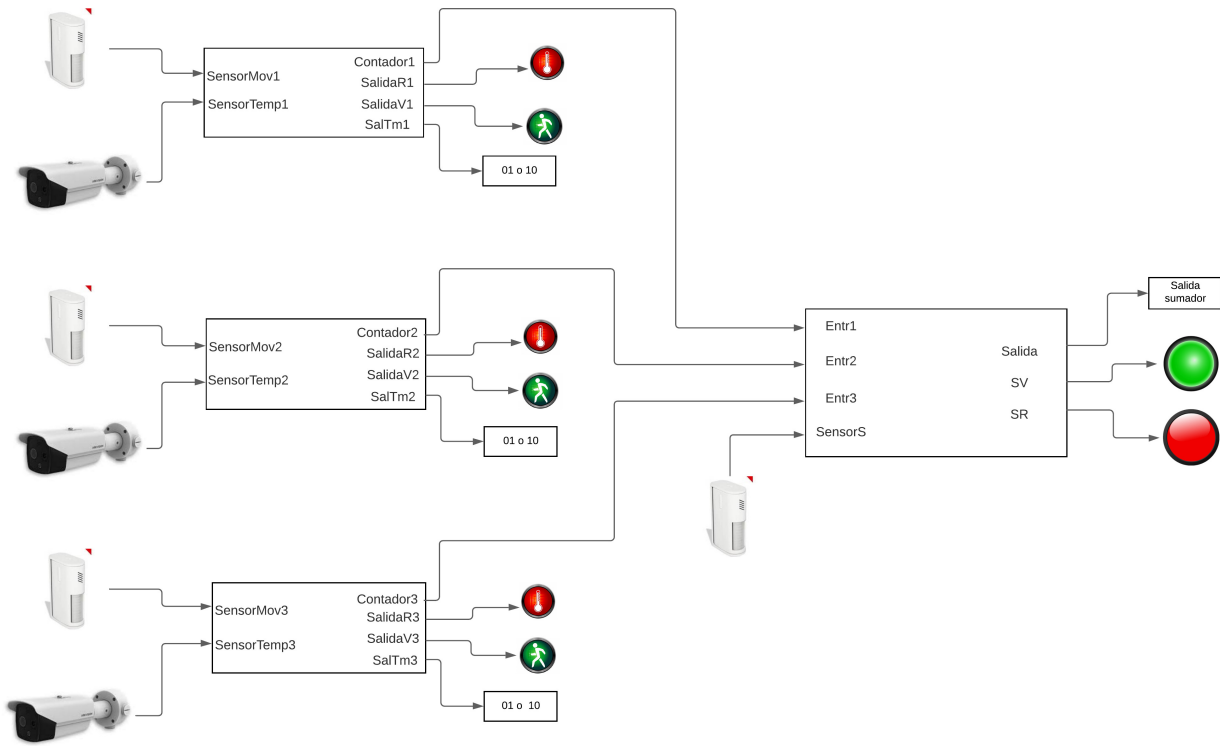 SensorMov1
SensorTemp1
Contador1
SalidaR1
SalidaV1
SalTm1
01 o 10
SensorMov2
SensorTemp2
Contador2
SalidaR2
SalidaV2
SalTm2
01 o 10
SensorMov3
SensorTemp3
Contador3
SalidaR3
SalidaV3
SalTm3
01 o 10
Entr1
Entr2
Entr3
SensorS
Salida
SV
SR
Salida
sumador